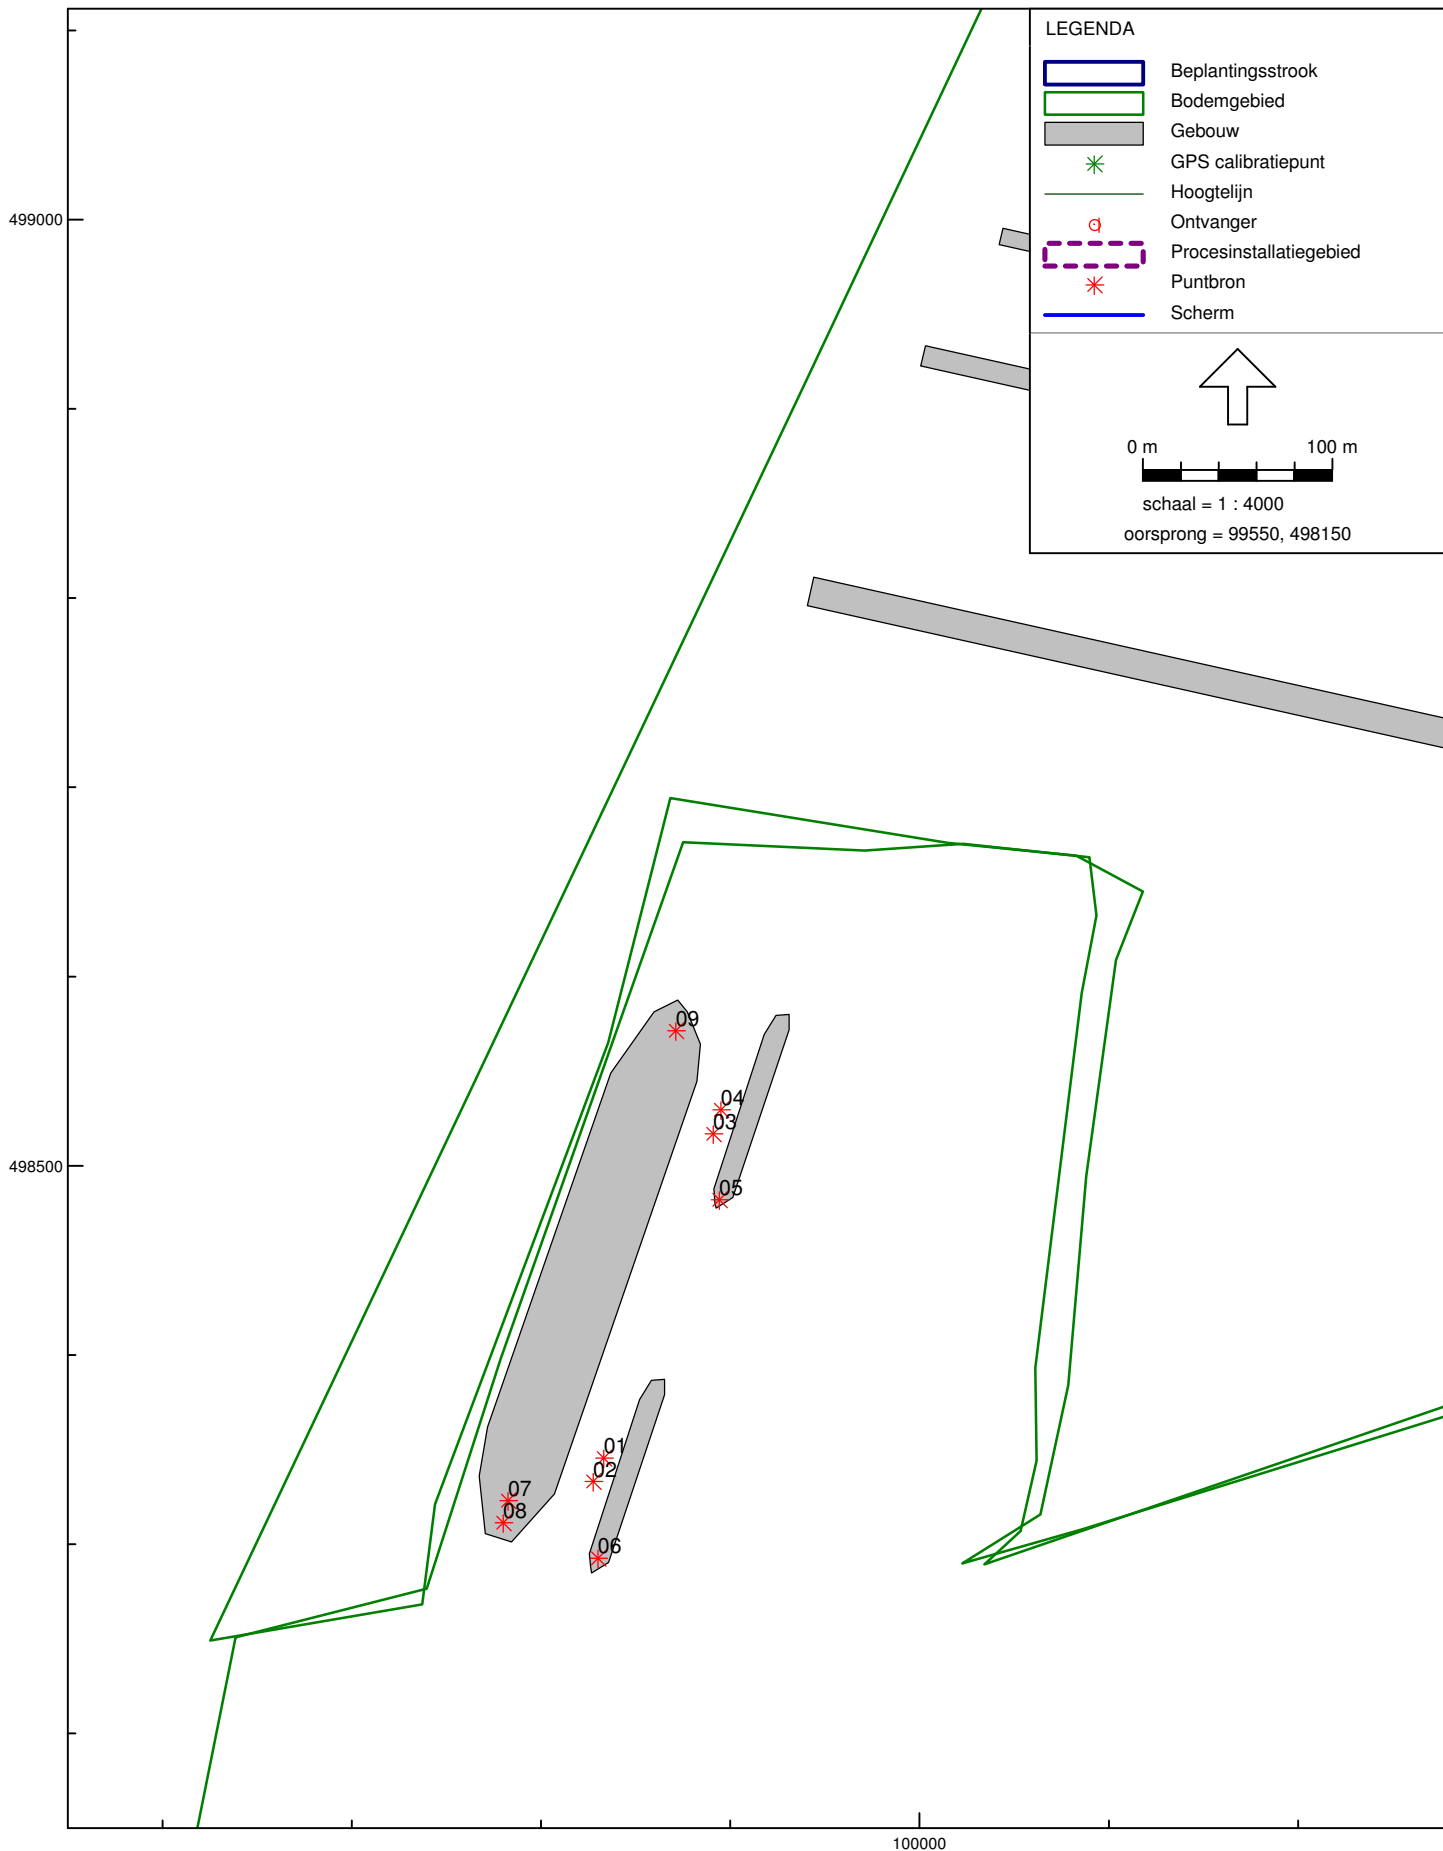 LEGENDA
Beplantingsstrook
Bodemgebied
Gebouw
GPS calibratiepunt
Hoogtelijn
Ontvanger
Procesinstallatiegebied
Puntbron
Scherm
0 m 100 m
schaal = 1 : 4000
oorsprong = 99550, 498150
499000
09
04
03
498500
05
01
02
07
08
06
100000